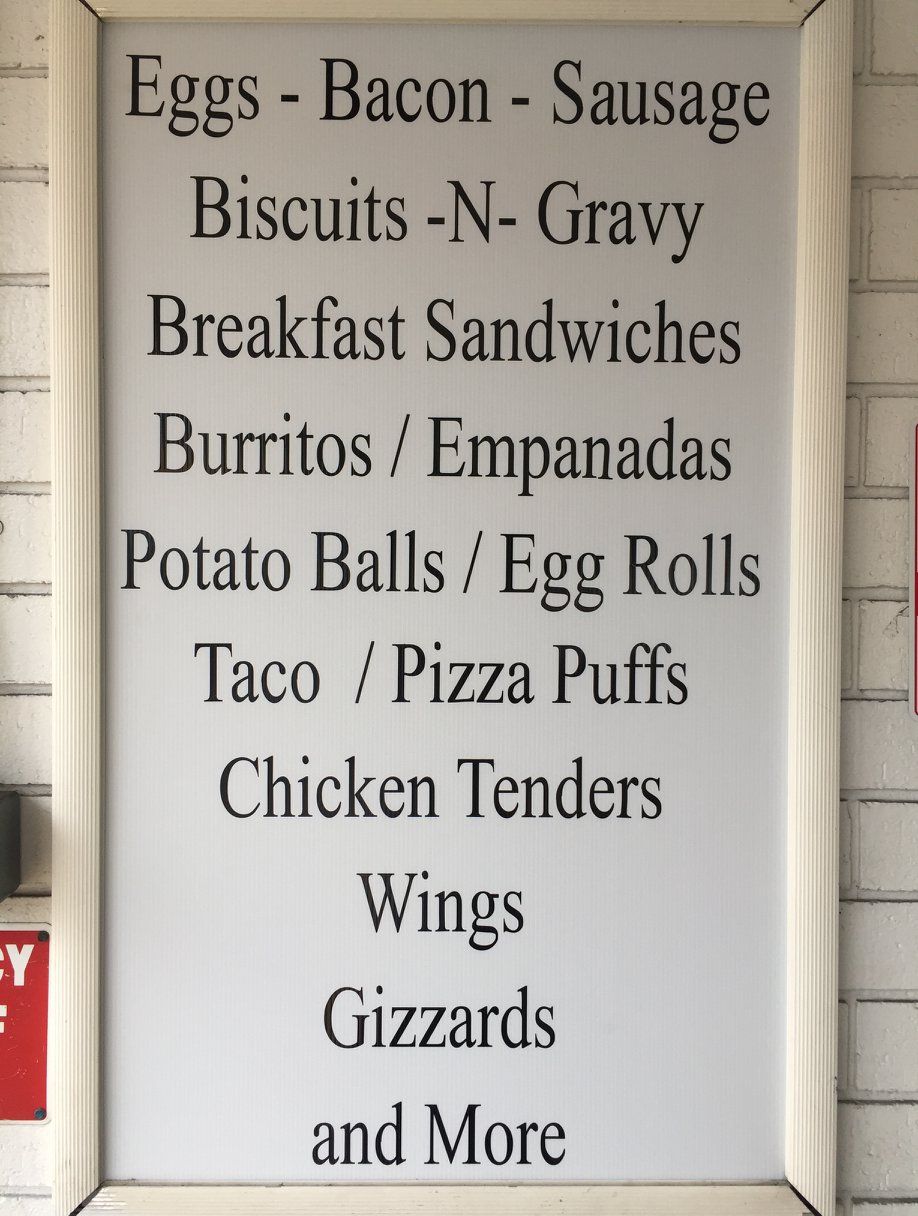 Eggs - Bacon - Sausage
Biscuits -N- Gravy
Breakfast Sandwiches
Burritos / Empanadas
Potato Balls / Egg Rolls
Taco / Pizza Puffs
Chicken Tenders
Wings
Gizzards
and More